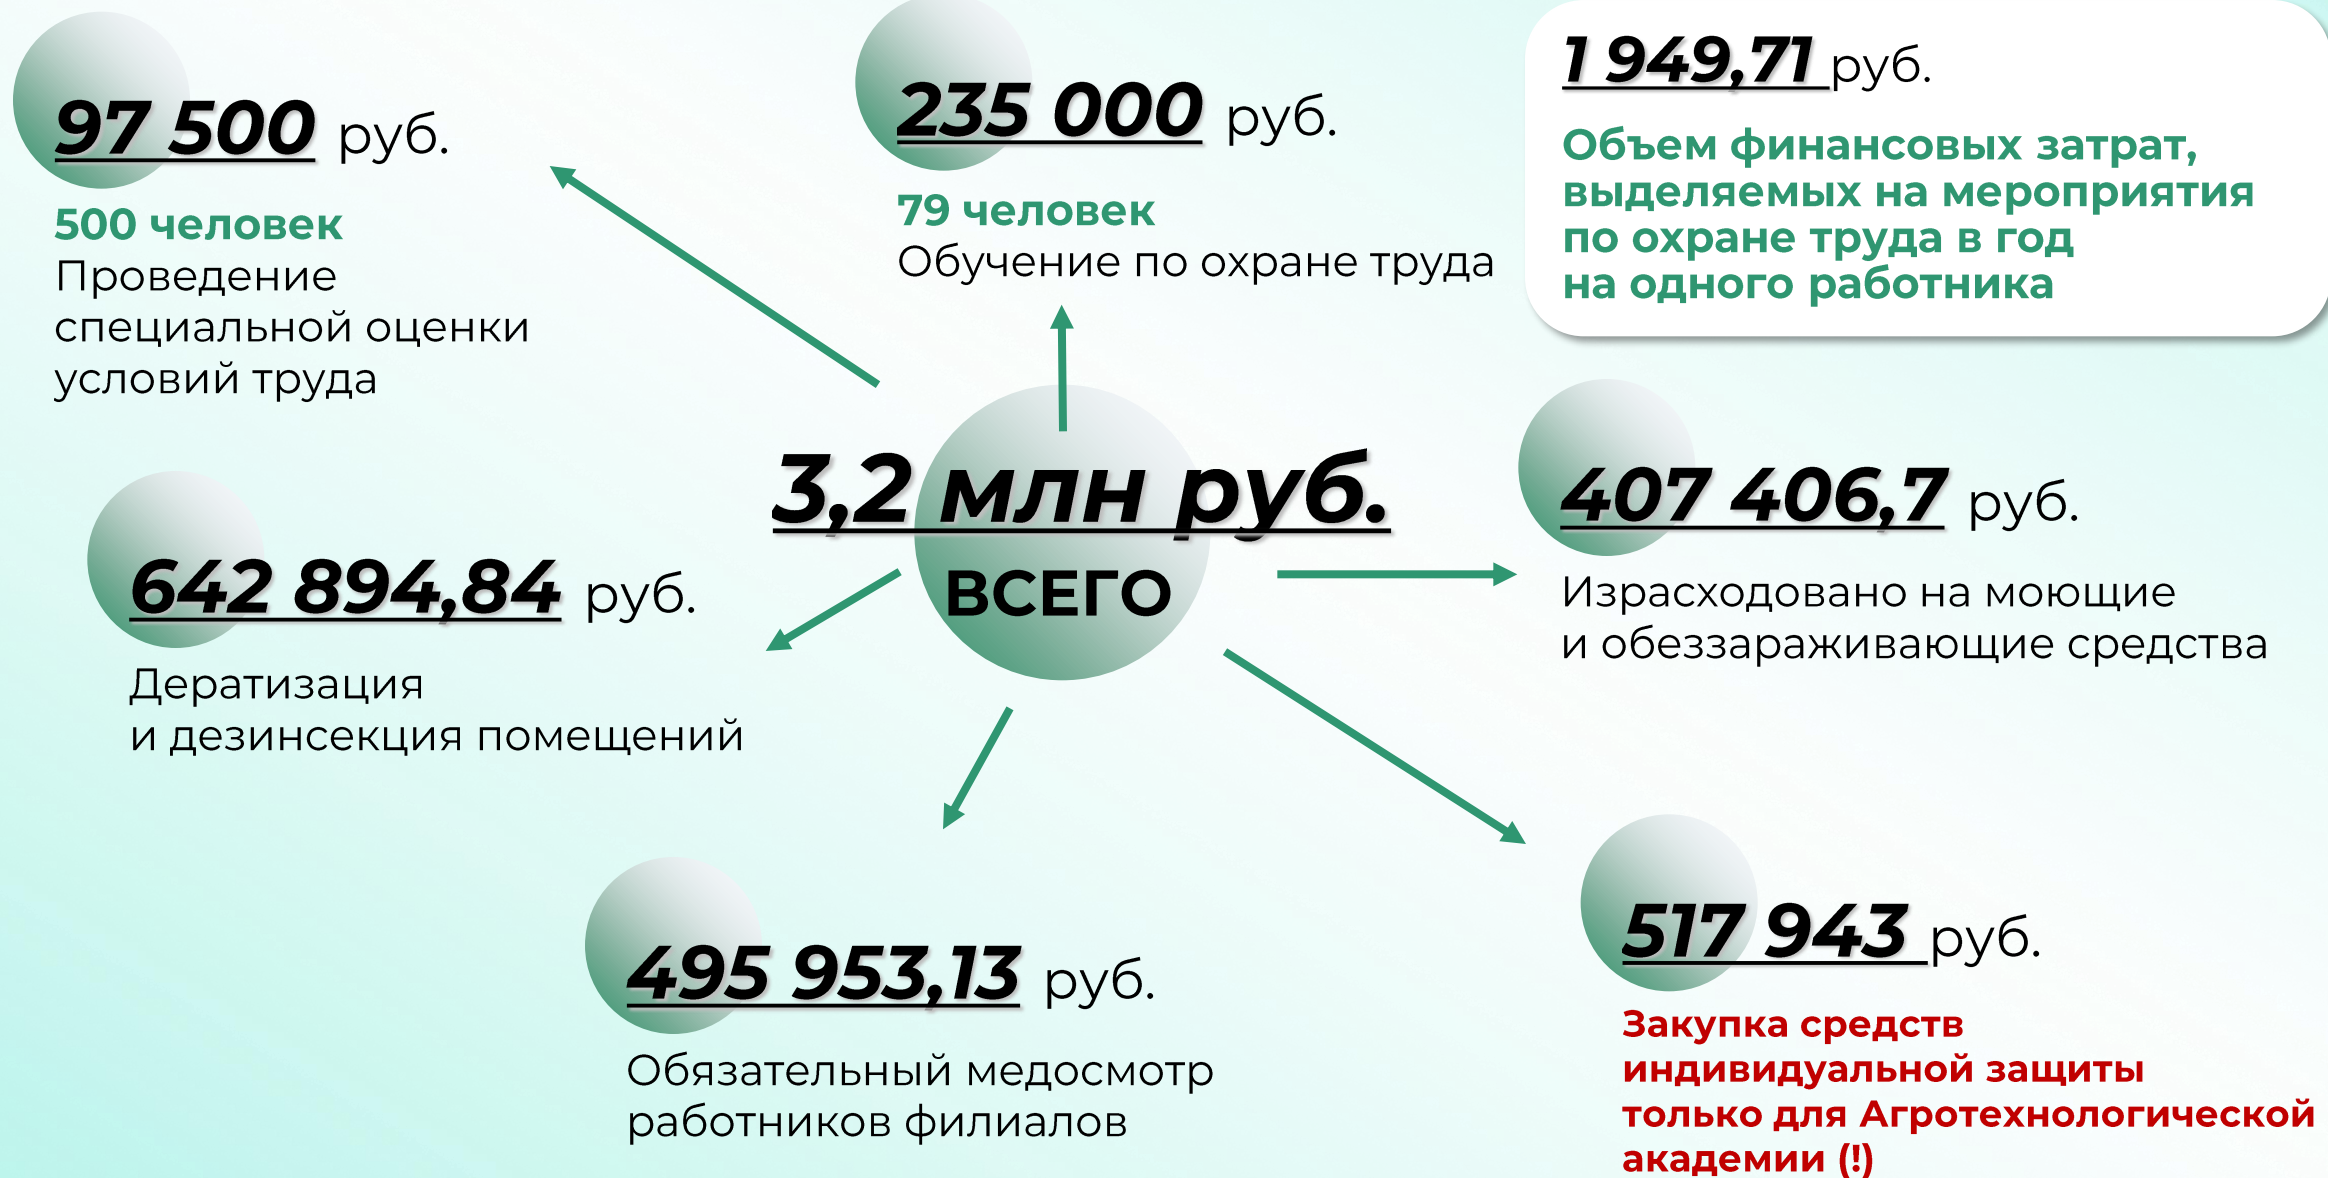 97 500 руб.
500 человек
Проведение
специальной оценки
условий труда
235 000 руб.
79 человек
Обучение по охране труда
1 949,71 руб.
Объем финансовых затрат,
выделяемых на мероприятия
по охране труда в год
на одного работника
3,2 млн руб.
ВСЕГО
407 406,7 руб.
Израсходовано на моющие
и обеззараживающие средства
642 894,84 руб.
Дератизация
и дезинсекция помещений
495 953,13 руб.
Обязательный медосмотр
работников филиалов
517 943 руб.
Закупка средств
индивидуальной защиты
только для Агротехнологической
академии (!)